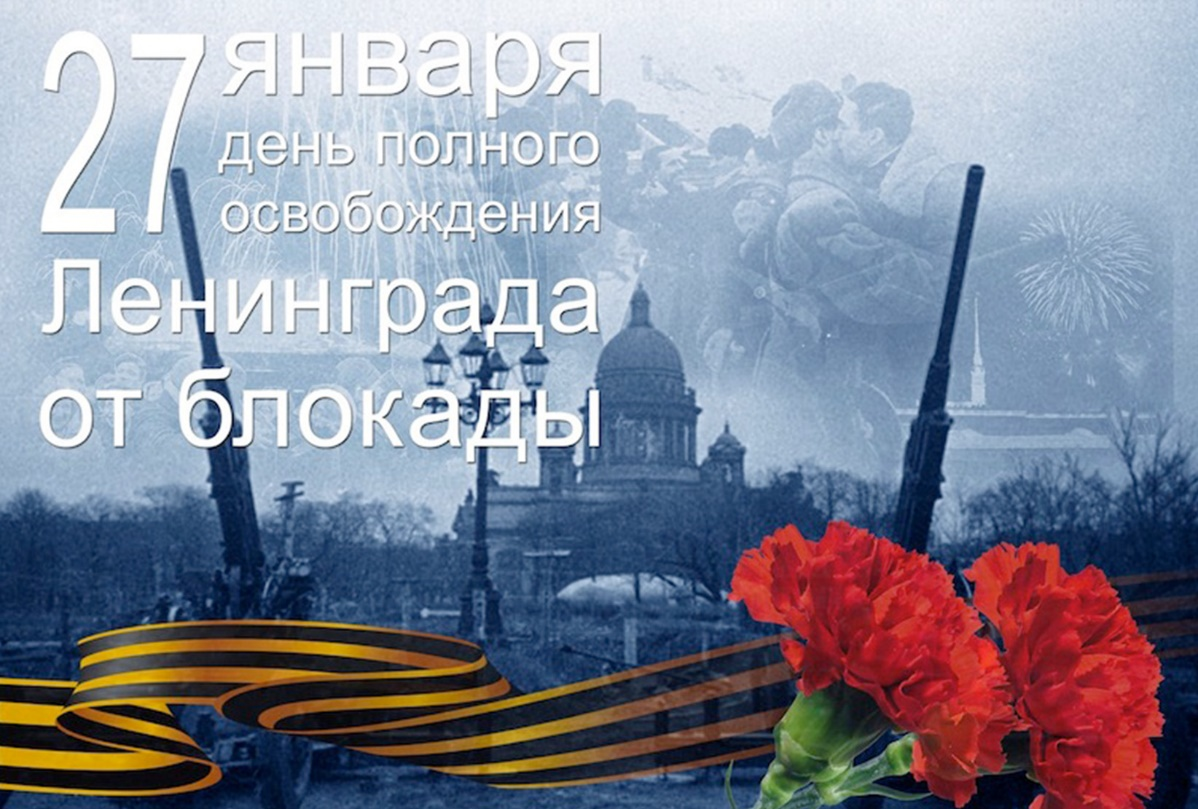 27 января
день полного
освобождения
Ленинграда
от блокады